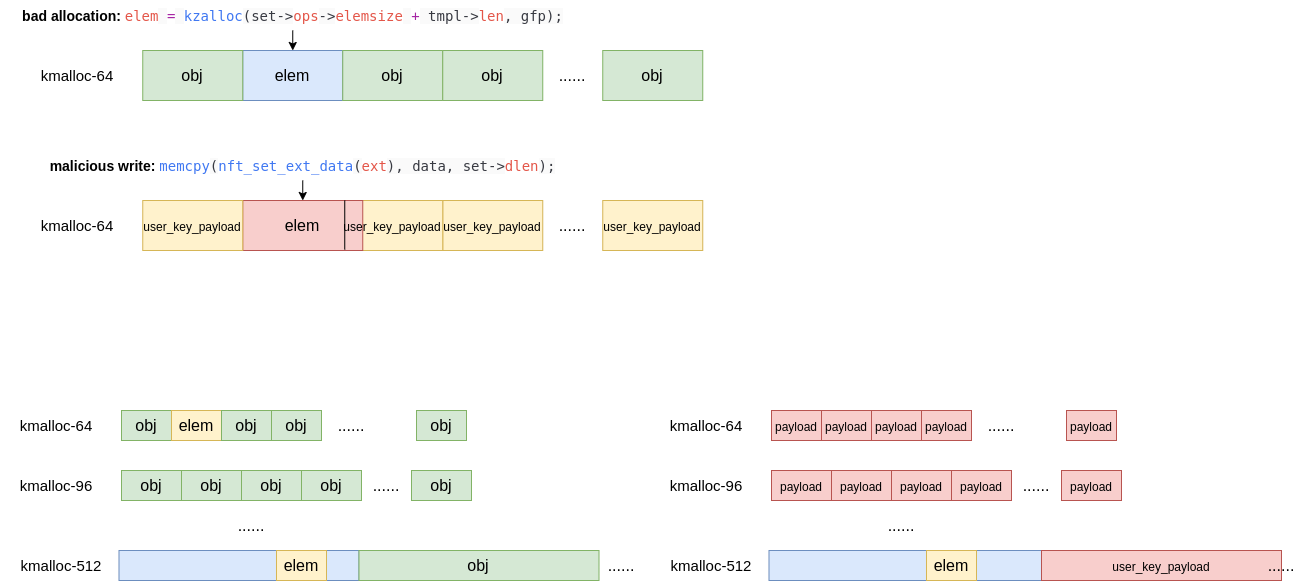 bad allocation: elem = kzalloc(set->ops->elemsize + tmpl->len, gfp);
kmalloc-64 obj elem obj obj ...... obj
malicious write: memcpy(nft_set_ext_data(ext), data, set->dlen);
kmalloc-64 user_key_payload elem user_key_payload user_key_payload ...... user_key_payload
kmalloc-64 obj elem obj obj ...... obj
kmalloc-64 payload payload payload payload ...... payload
kmalloc-96 obj obj obj obj ...... obj
kmalloc-96 payload payload payload payload ...... payload
......
......
kmalloc-512 elem obj ......
kmalloc-512 elem user_key_payload ......